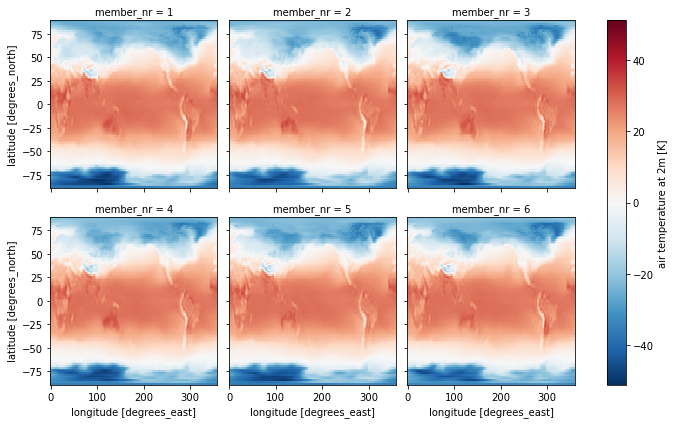 member_nr = 1
member_nr = 2
member_nr = 3
75
50
25
0
−25
−50
−75
latitude [degrees_north]
member_nr = 4
member_nr = 5
member_nr = 6
75
50
25
0
−25
−50
−75
latitude [degrees_north]
0 100 200 300
0 100 200 300
0 100 200 300
longitude [degrees_east]
longitude [degrees_east]
longitude [degrees_east]
40
20
0
−20
−40
air temperature at 2m [K]